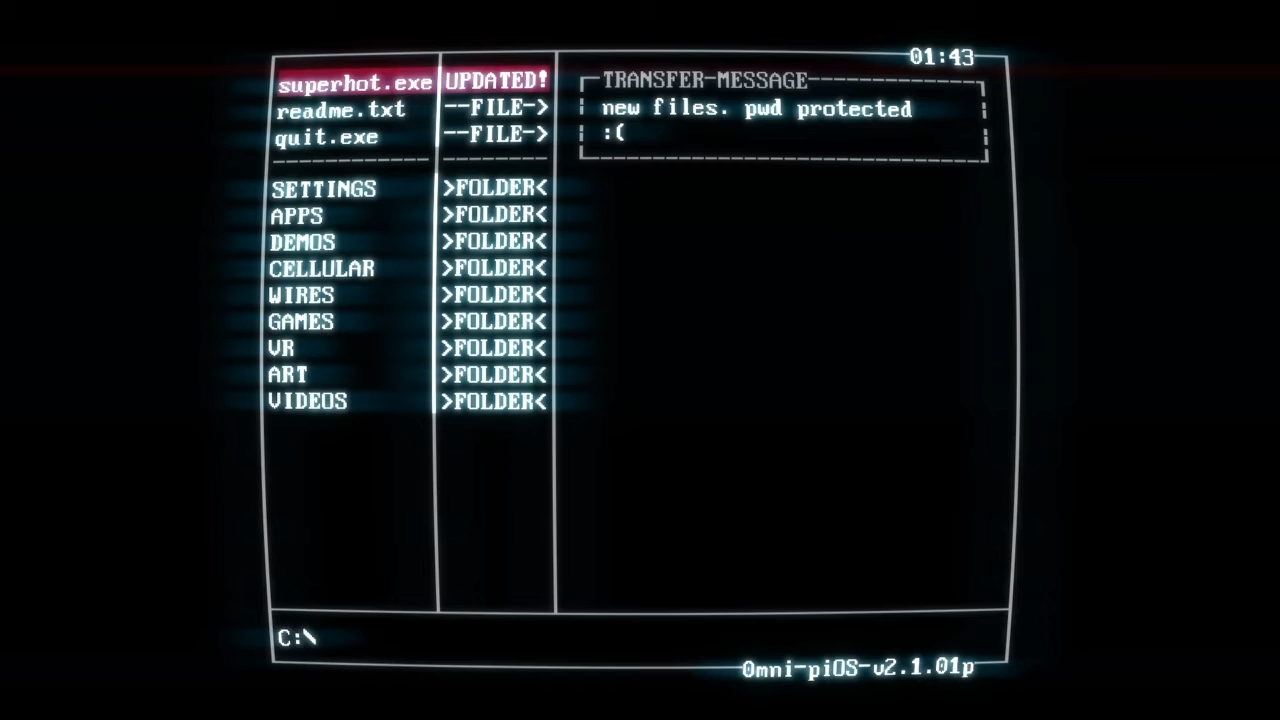 01:43
superhot.exe UPDATED! TRANSFER-MESSAGE
readme.txt --FILE-> new files. pwd protected
quit.exe --FILE-> :(
SETTINGS >FOLDER<
APPS >FOLDER<
DEMOS >FOLDER<
CELLULAR >FOLDER<
WIRES >FOLDER<
GAMES >FOLDER<
VR >FOLDER<
ART >FOLDER<
VIDEOS >FOLDER<
C:\
0mni-piOS-v2.1.01p